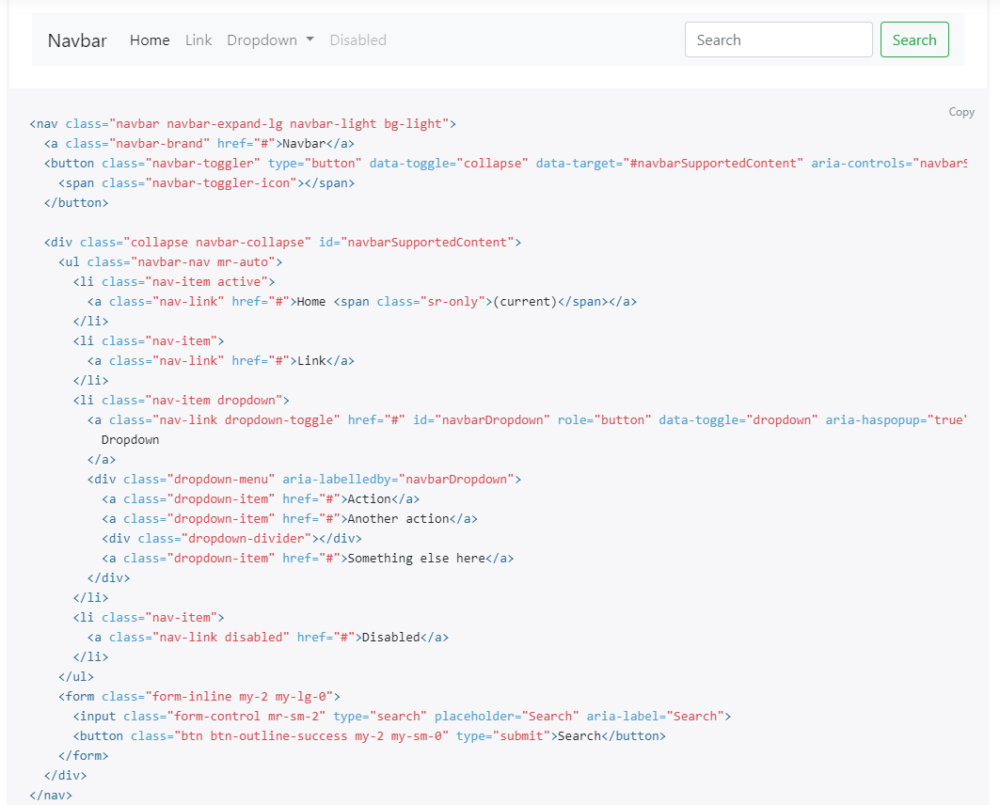 Navbar Home Link Dropdown Disabled Search Search
Copy
<nav class="navbar navbar-expand-lg navbar-light bg-light">
  <a class="navbar-brand" href="#">Navbar</a>
  <button class="navbar-toggler" type="button" data-toggle="collapse" data-target="#navbarSupportedContent" aria-controls="navbarS
    <span class="navbar-toggler-icon"></span>
  </button>

  <div class="collapse navbar-collapse" id="navbarSupportedContent">
    <ul class="navbar-nav mr-auto">
      <li class="nav-item active">
        <a class="nav-link" href="#">Home <span class="sr-only">(current)</span></a>
      </li>
      <li class="nav-item">
        <a class="nav-link" href="#">Link</a>
      </li>
      <li class="nav-item dropdown">
        <a class="nav-link dropdown-toggle" href="#" id="navbarDropdown" role="button" data-toggle="dropdown" aria-haspopup="true"
          Dropdown
        </a>
        <div class="dropdown-menu" aria-labelledby="navbarDropdown">
          <a class="dropdown-item" href="#">Action</a>
          <a class="dropdown-item" href="#">Another action</a>
          <div class="dropdown-divider"></div>
          <a class="dropdown-item" href="#">Something else here</a>
        </div>
      </li>
      <li class="nav-item">
        <a class="nav-link disabled" href="#">Disabled</a>
      </li>
    </ul>
    <form class="form-inline my-2 my-lg-0">
      <input class="form-control mr-sm-2" type="search" placeholder="Search" aria-label="Search">
      <button class="btn btn-outline-success my-2 my-sm-0" type="submit">Search</button>
    </form>
  </div>
</nav>